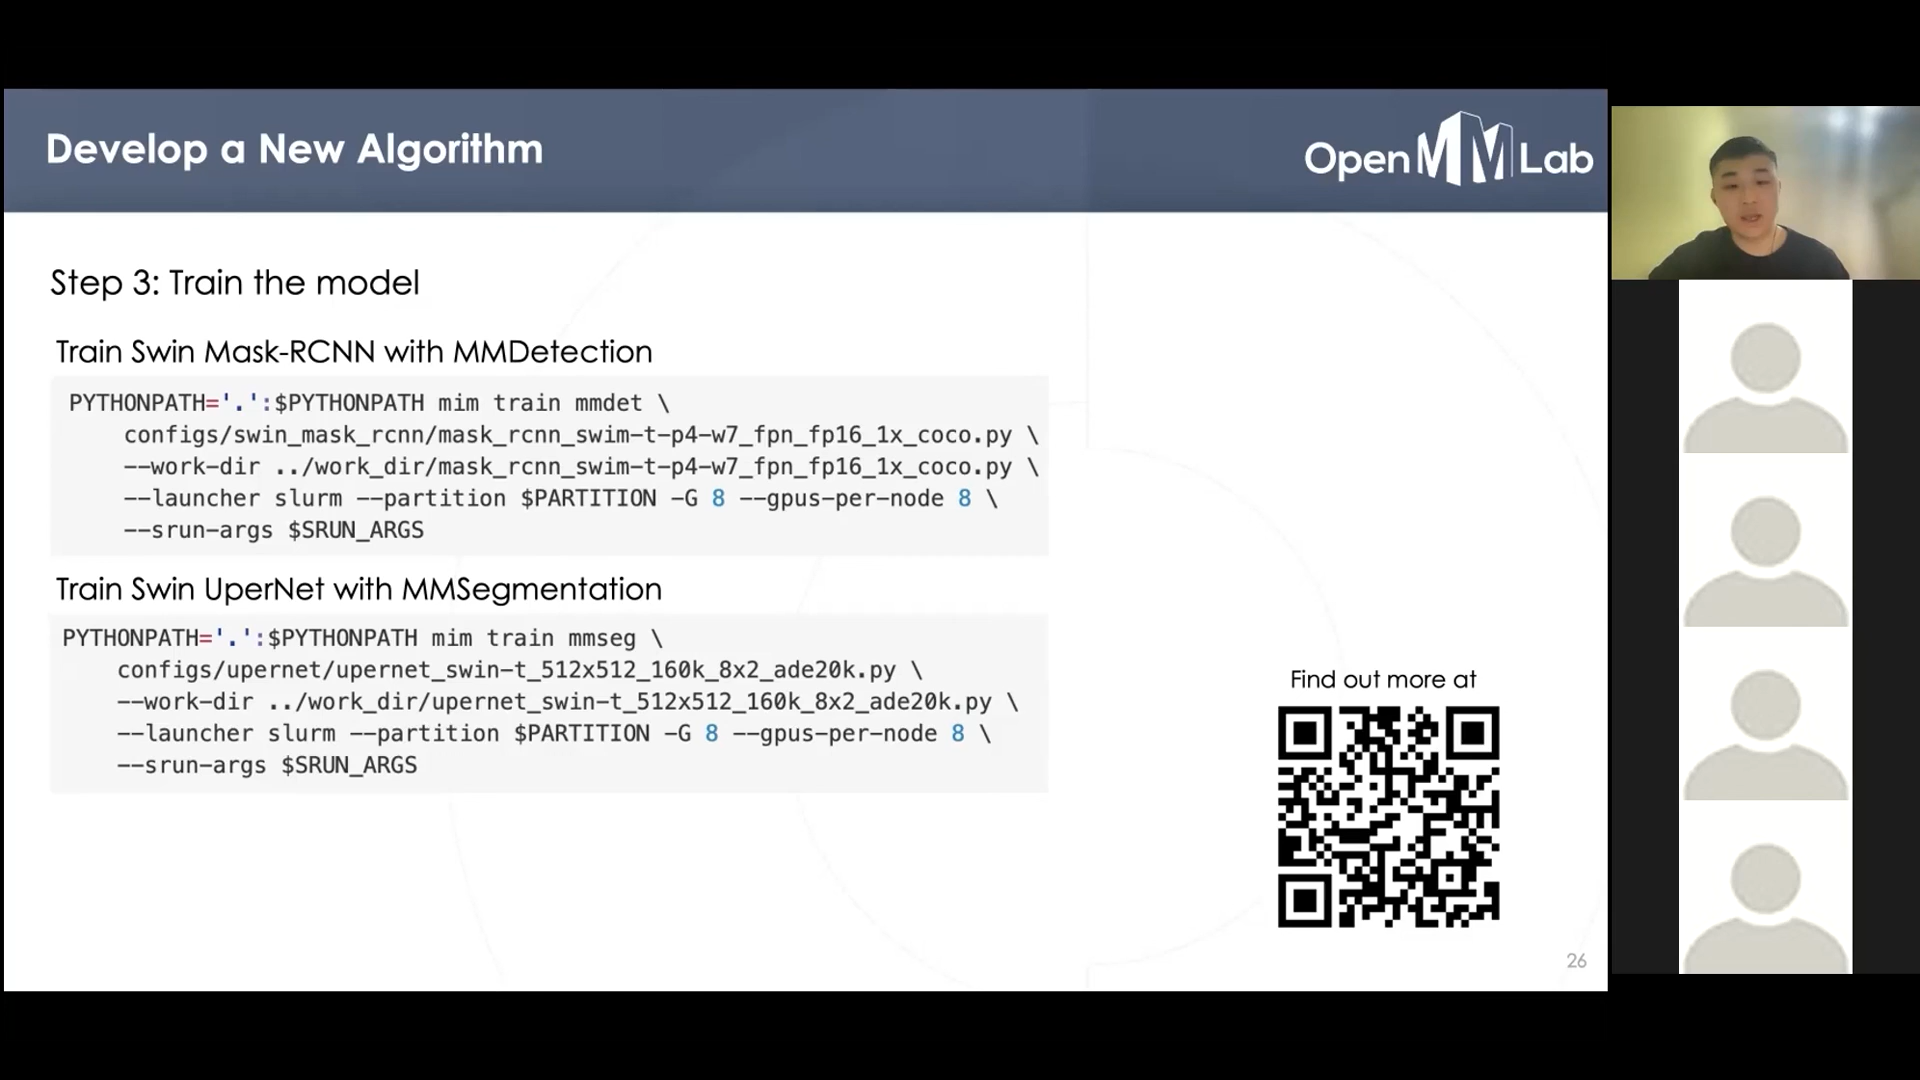 Develop a New Algorithm
OpenMMLab
Step 3: Train the model
Train Swin Mask-RCNN with MMDetection
PYTHONPATH='.':$PYTHONPATH mim train mmdet \
configs/swin_mask_rcnn/mask_rcnn_swim-t-p4-w7_fpn_fp16_1x_coco.py \
--work-dir ../work_dir/mask_rcnn_swim-t-p4-w7_fpn_fp16_1x_coco.py \
--launcher slurm --partition $PARTITION -G 8 --gpus-per-node 8 \
--srun-args $SRUN_ARGS
Train Swin UperNet with MMSegmentation
PYTHONPATH='.':$PYTHONPATH mim train mmseg \
configs/upernet/upernet_swin-t_512x512_160k_8x2_ade20k.py \
--work-dir ../work_dir/upernet_swin-t_512x512_160k_8x2_ade20k.py \
--launcher slurm --partition $PARTITION -G 8 --gpus-per-node 8 \
--srun-args $SRUN_ARGS
Find out more at
26